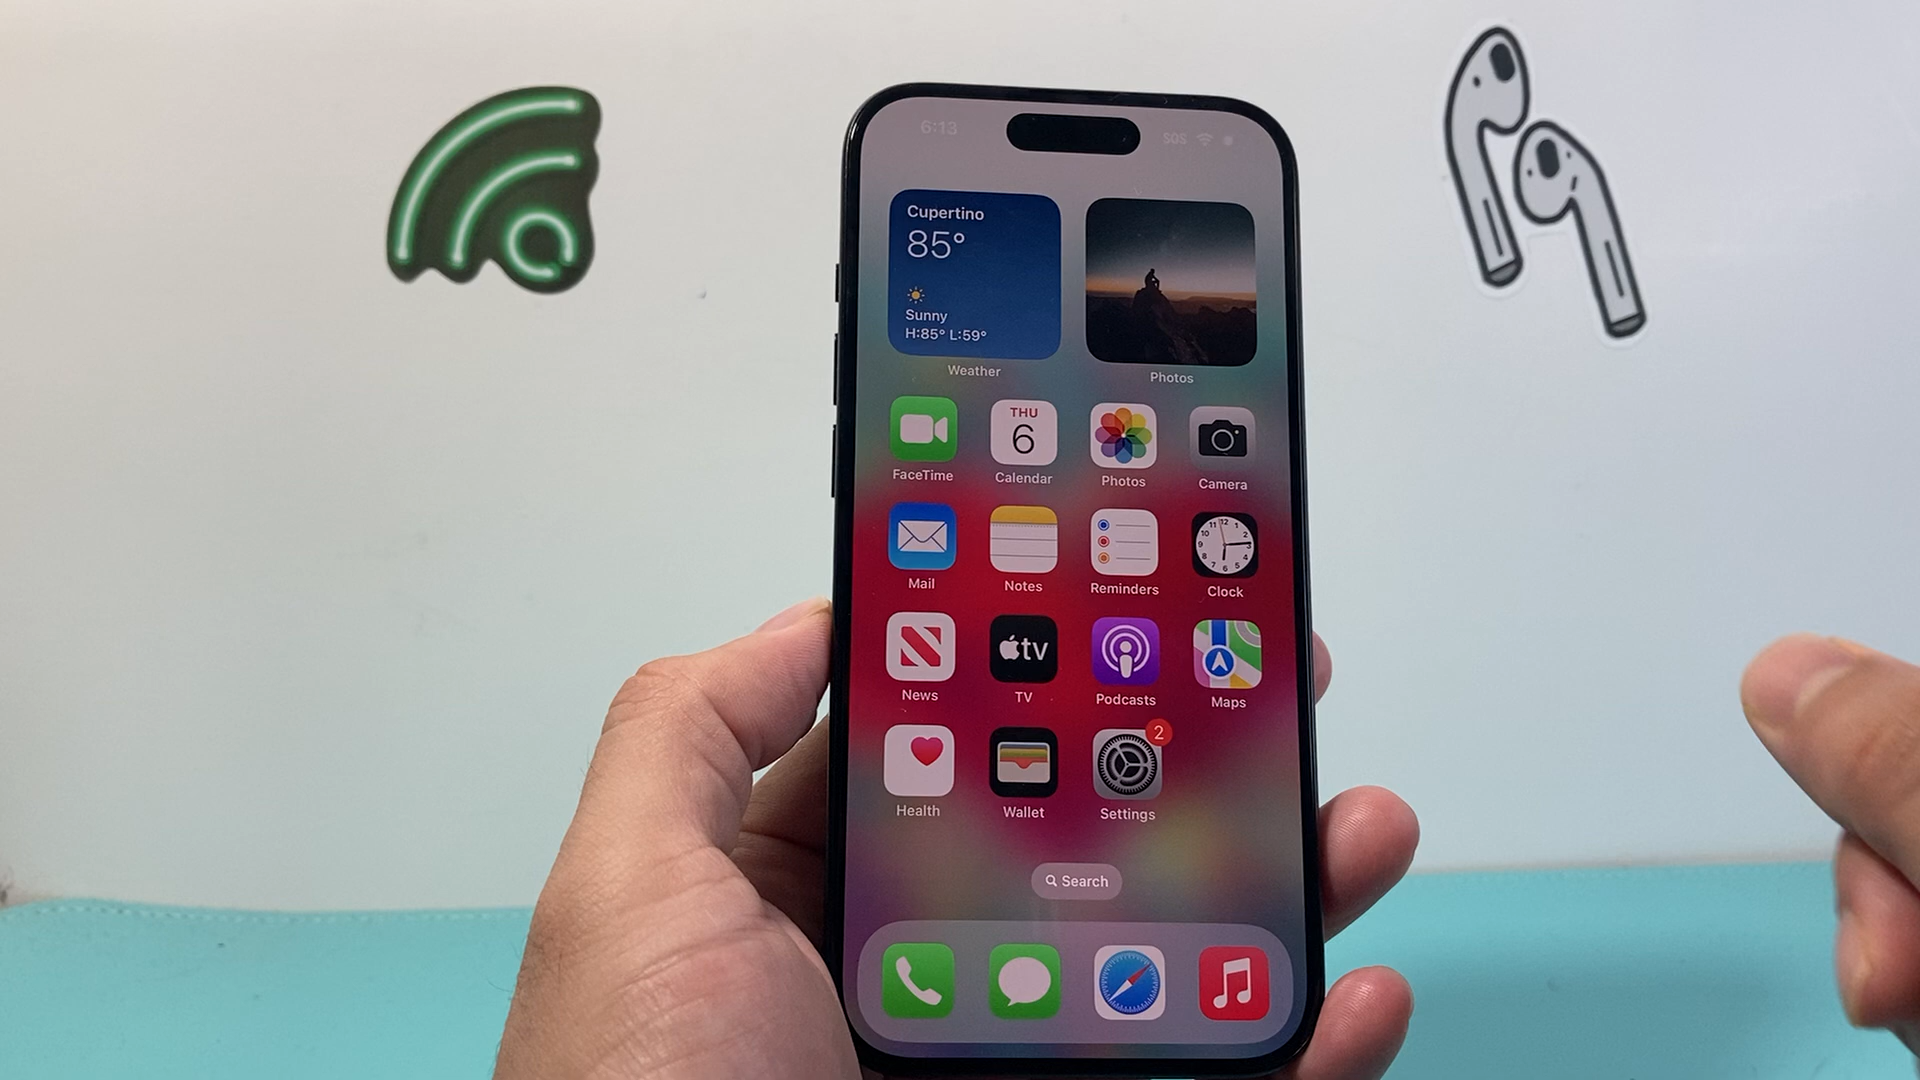 6:13 SOS
Cupertino
85°
Sunny
H:85° L:59°
Weather Photos
THU
6
FaceTime Calendar Photos Camera
Mail Notes Reminders Clock
tv
News TV Podcasts Maps
2
Health Wallet Settings
Search